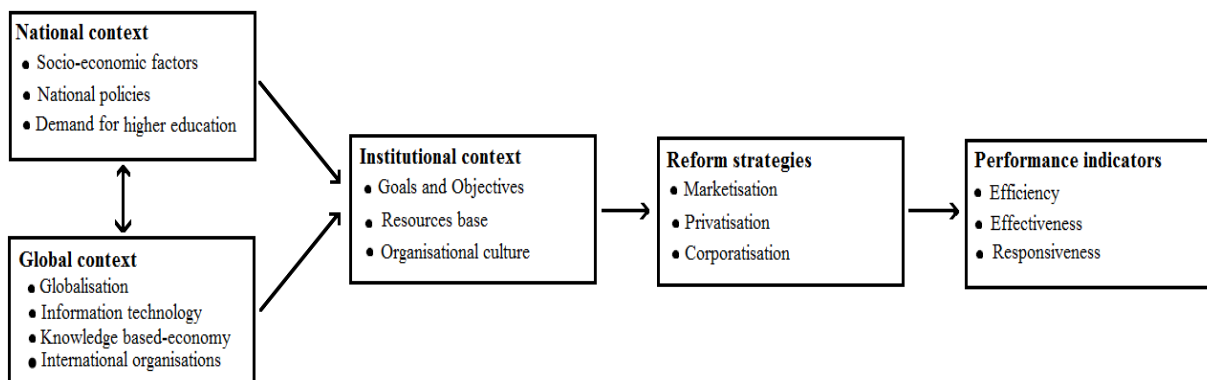 National context
Socio-economic factors
National policies
Demand for higher education
Global context
Globalisation
Information technology
Knowledge based-economy
International organisations
Institutional context
Goals and Objectives
Resources base
Organisational culture
Reform strategies
Marketisation
Privatisation
Corporatisation
Performance indicators
Efficiency
Effectiveness
Responsiveness